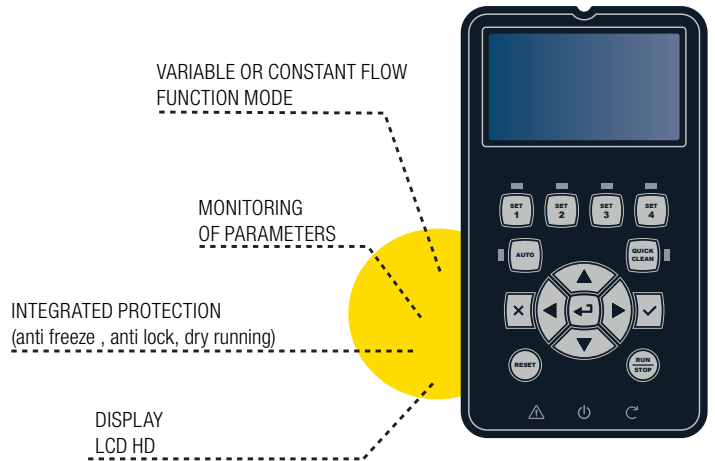 VARIABLE OR CONSTANT FLOW
FUNCTION MODE
MONITORING
OF PARAMETERS
INTEGRATED PROTECTION
(anti freeze , anti lock, dry running)
DISPLAY
LCD HD
SET
1
SET
2
SET
3
SET
4
AUTO
QUICK
CLEAN
RESET
RUN
STOP